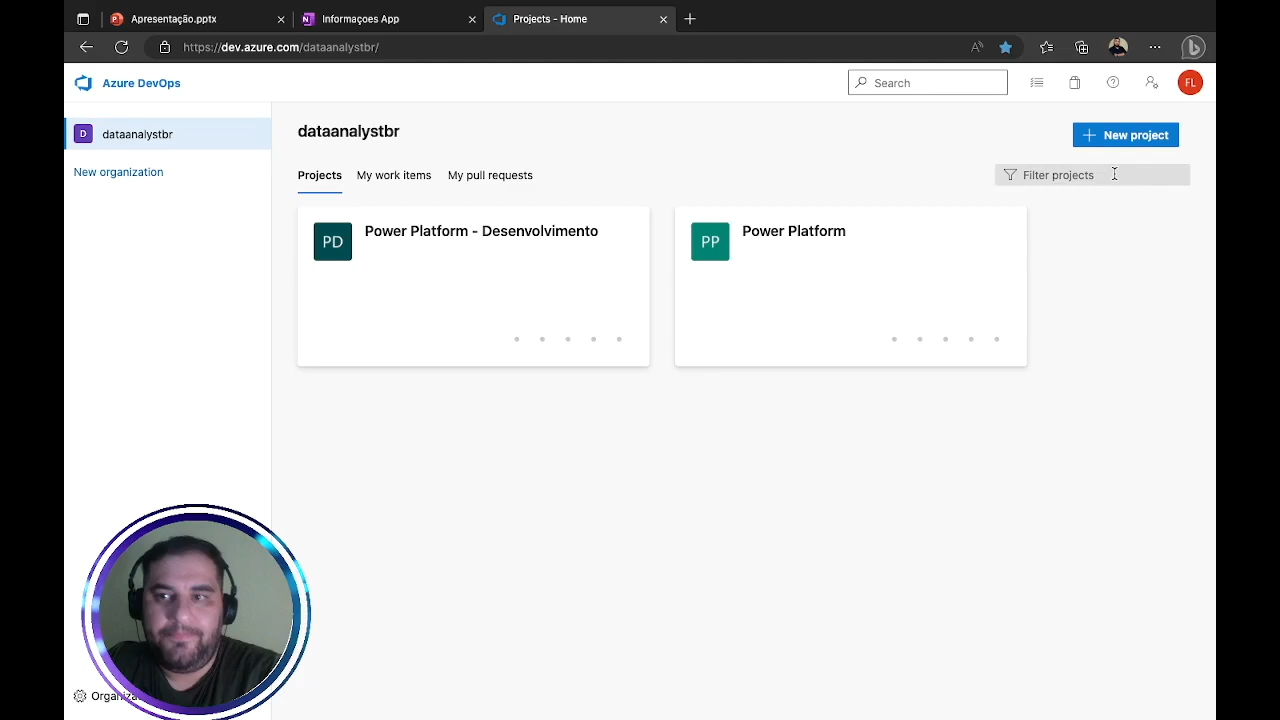 Apresentação.pptx
Informaçoes App
Projects - Home
https://dev.azure.com/dataanalystbr/
Azure DevOps
Search
FL
D dataanalystbr
New organization
dataanalystbr
New project
Projects My work items My pull requests
Filter projects
PD Power Platform - Desenvolvimento
PP Power Platform